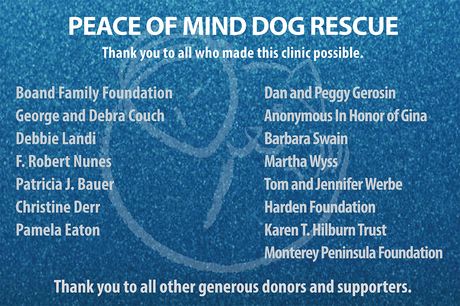 PEACE OF MIND DOG RESCUE
Thank you to all who made this clinic possible.
Boand Family Foundation
George and Debra Couch
Debbie Landi
F. Robert Nunes
Patricia J. Bauer
Christine Derr
Pamela Eaton
Dan and Peggy Gerosin
Anonymous In Honor of Gina
Barbara Swain
Martha Wyss
Tom and Jennifer Werbe
Harden Foundation
Karen T. Hilburn Trust
Monterey Peninsula Foundation
Thank you to all other generous donors and supporters.